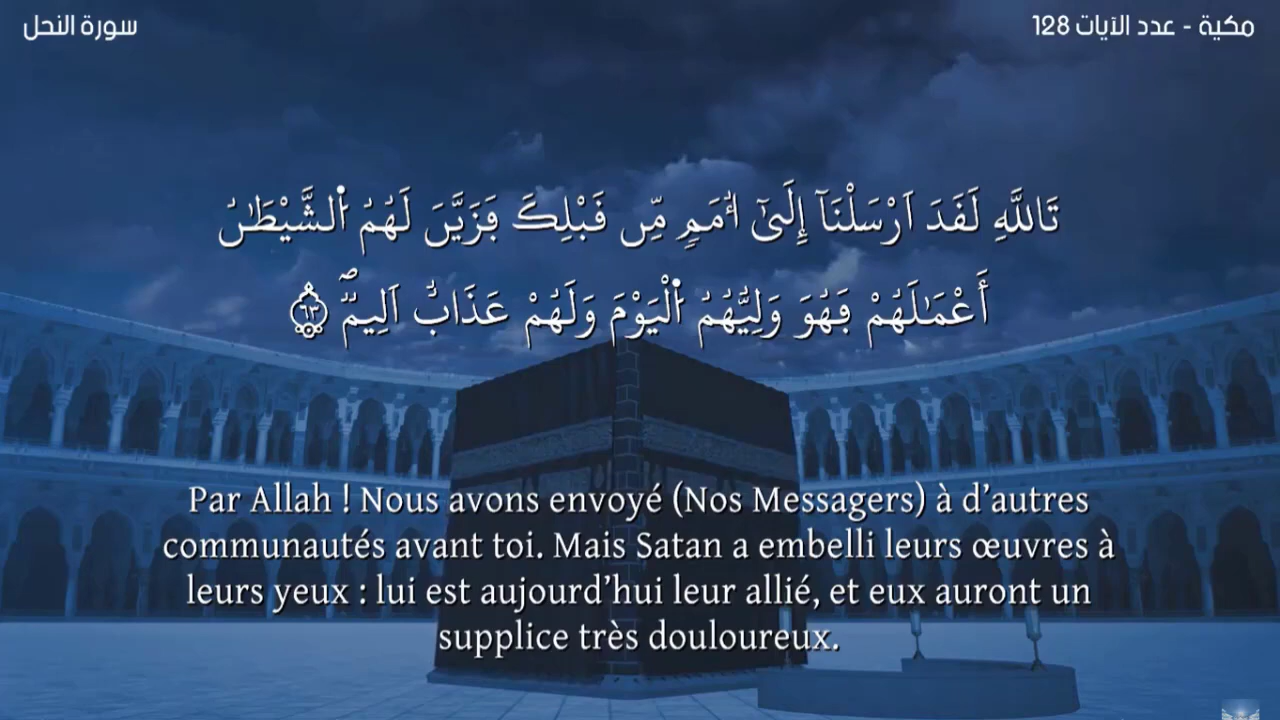 سورة النحل
مكية - عدد الآيات 128
تَاللَّهِ لَقَدَ اَرْسَلْنَآ إِلَىٰٓ أُمَمٖ مِّن قَبْلِكَ فَزَيَّنَ لَهُمُ اُ۬لشَّيْطَٰنُ
أَعْمَٰلَهُمْ فَهُوَ وَلِيُّهُمُ اُ۬لْيَوْمَ وَلَهُمْ عَذَابٌ اَلِيمٞۖ ٦٣
Par Allah ! Nous avons envoyé (Nos Messagers) à d’autres
communautés avant toi. Mais Satan a embelli leurs œuvres à
leurs yeux : lui est aujourd’hui leur allié, et eux auront un
supplice très douloureux.